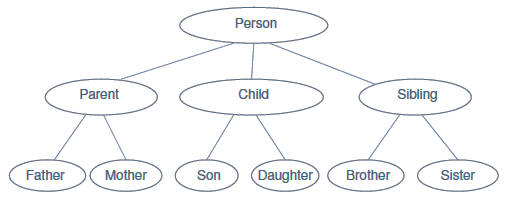 Person
Parent
Child
Sibling
Father
Mother
Son
Daughter
Brother
Sister